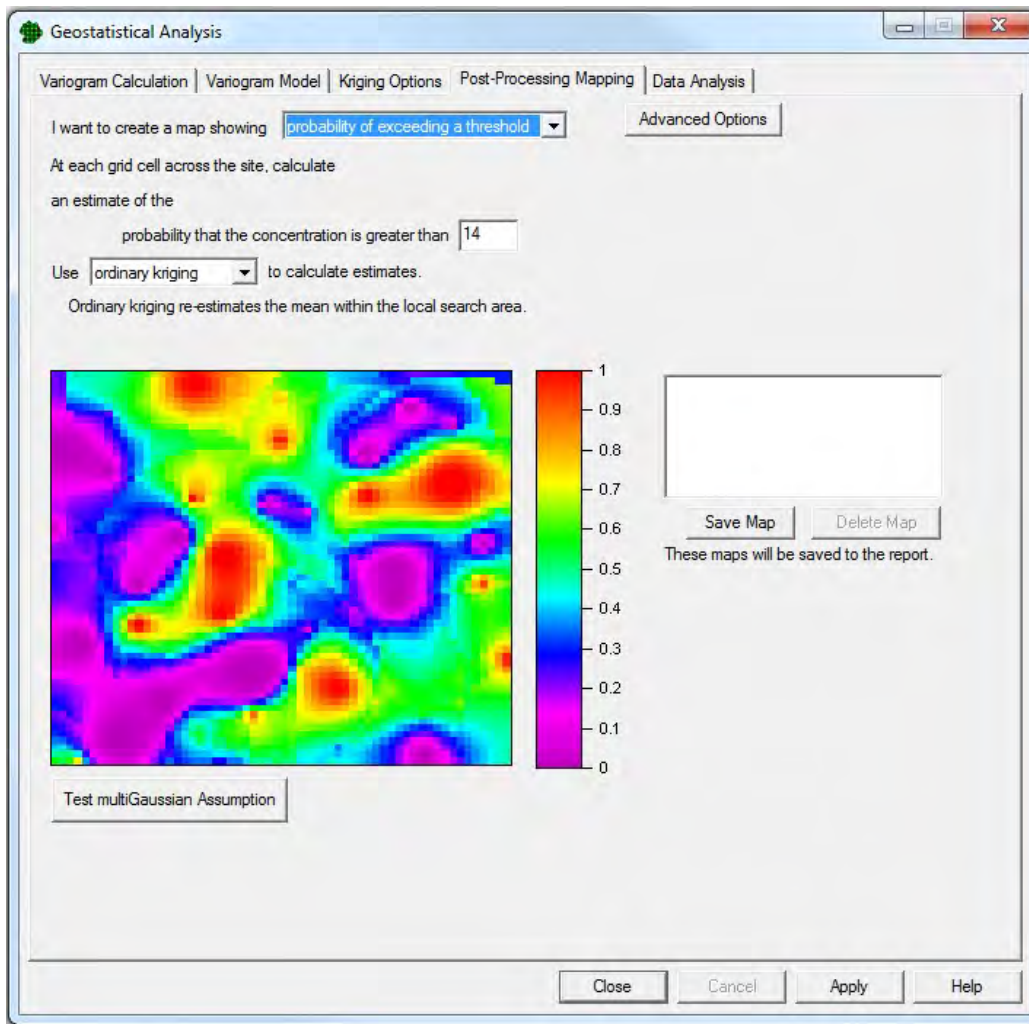 Geostatistical Analysis
Variogram Calculation Variogram Model Kriging Options Post-Processing Mapping Data Analysis
I want to create a map showing probability of exceeding a threshold Advanced Options
At each grid cell across the site, calculate
an estimate of the
probability that the concentration is greater than 14
Use ordinary kriging to calculate estimates.
Ordinary kriging re-estimates the mean within the local search area.
1
0.9
0.8
0.7
0.6
0.5
0.4
0.3
0.2
0.1
0
Save Map Delete Map
These maps will be saved to the report.
Test multiGaussian Assumption
Close Cancel Apply Help